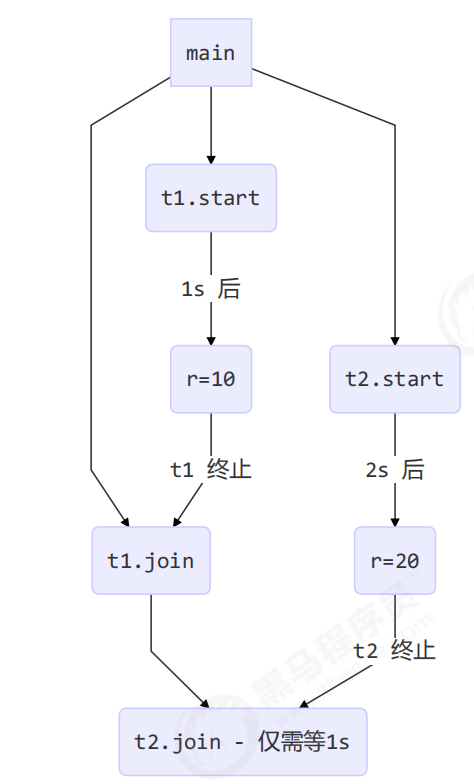 main
t1.start
1s 后
r=10
t2.start
t1 终止
2s 后
t1.join
r=20
t2 终止
t2.join - 仅需等1s
黑马程序员